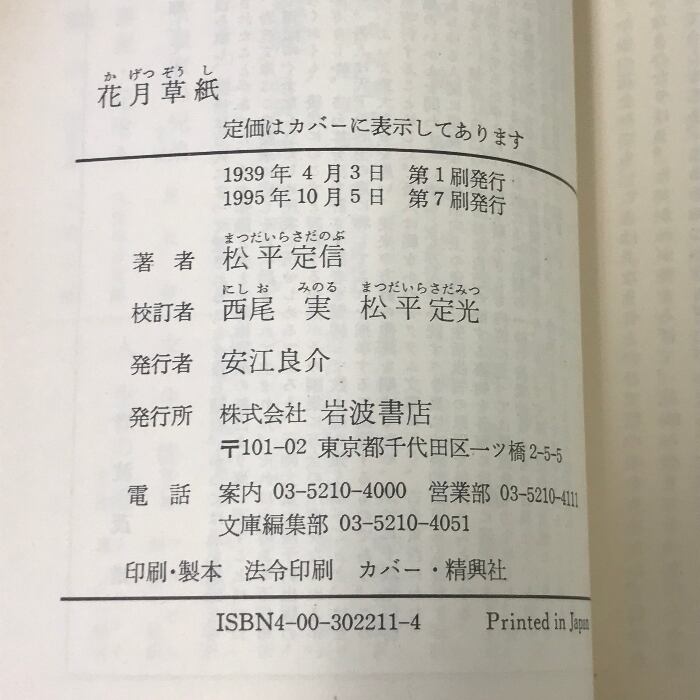 かげつぞうし
花月草紙
定価はカバーに表示してあります
1939年4月3日 第1刷発行
1995年10月5日 第7刷発行
まつだいらさだのぶ
著者 松平定信
にしお みのる まつだいらさだみつ
校訂者 西尾 実 松平定光
発行者 安江良介
発行所 株式会社 岩波書店
〒101-02 東京都千代田区一ツ橋2-5-5
電話 案内 03-5210-4000 営業部 03-5210-4111
文庫編集部 03-5210-4051
印刷・製本 法令印刷 カバー・精興社
ISBN4-00-302211-4 Printed in Japan